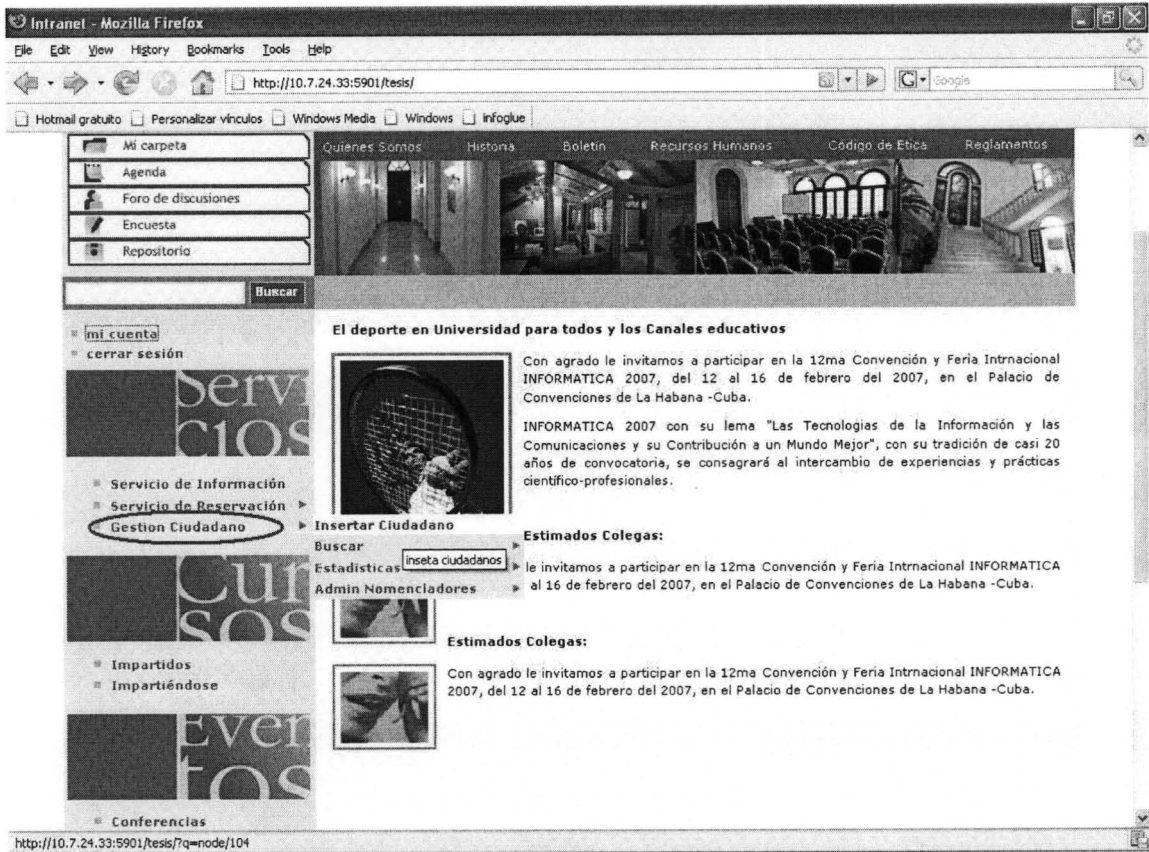 Intranet - Mozilla Firefox
File Edit View History Bookmarks Tools Help
http://10.7.24.33:5901/tesis/
G Google
Hotmail gratuito Personalizar vínculos Windows Media Windows infoglue
Mi carpeta
Agenda
Foro de discusiones
Encuesta
Repositorio
Quienes Somos Historia Boletin Recursos Humanos Código de Etica Reglamentos
Buscar
mi cuenta
cerrar sesión
Servi
cios
Servicio de Información
Servicio de Reservación
Gestion Ciudadano
Insertar Ciudadano
Buscar
inseta ciudadanos
Estadisticas
Admin Nomencladores
Cur
sos
Impartidos
Impartiéndose
Even
tos
Conferencias
El deporte en Universidad para todos y los Canales educativos
Con agrado le invitamos a participar en la 12ma Convención y Feria Intrnacional
INFORMATICA 2007, del 12 al 16 de febrero del 2007, en el Palacio de
Convenciones de La Habana -Cuba.
INFORMATICA 2007 con su lema "Las Tecnologias de la Información y las
Comunicaciones y su Contribución a un Mundo Mejor", con su tradición de casi 20
años de convocatoria, se consagrará al intercambio de experiencias y prácticas
científico-profesionales.
Estimados Colegas:
le invitamos a participar en la 12ma Convención y Feria Intrnacional INFORMATICA
al 16 de febrero del 2007, en el Palacio de Convenciones de La Habana -Cuba.
Estimados Colegas:
Con agrado le invitamos a participar en la 12ma Convención y Feria Intrnacional INFORMATICA
2007, del 12 al 16 de febrero del 2007, en el Palacio de Convenciones de La Habana -Cuba.
http://10.7.24.33:5901/tesis/?q=node/104